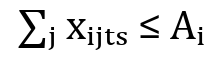 ∑ⱼ xᵢⱼₜₛ ≤ Aᵢ